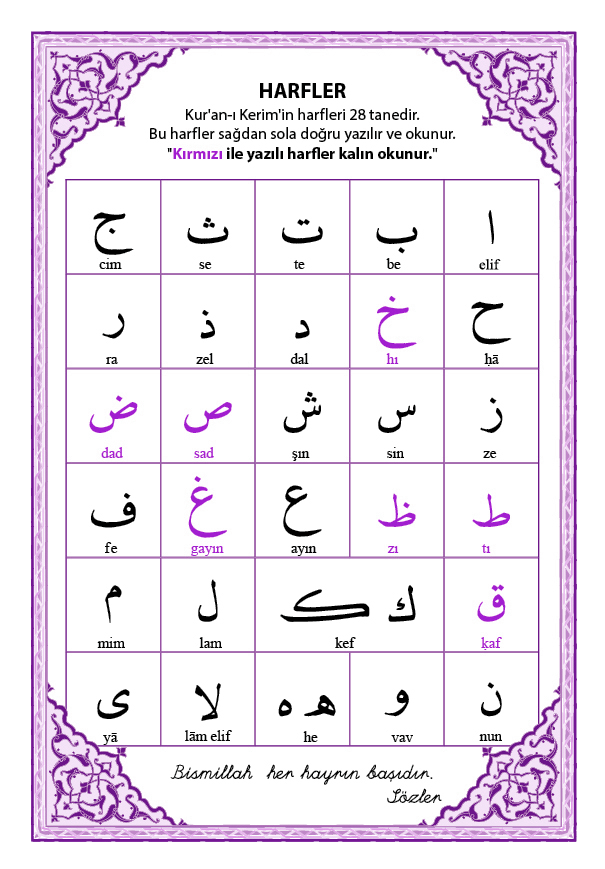 HARFLER
Kur'an-ı Kerim'in harfleri 28 tanedir.
Bu harfler sağdan sola doğru yazılır ve okunur.
"Kırmızı ile yazılı harfler kalın okunur."
ا ب ت ث ج
elif be te se cim
ح خ د ذ ر
ḥā hı dal zel ra
ز س ش ص ض
ze sin şın sad dad
ط ظ ع غ ف
tı zı ayın gayın fe
ق ك ک ل م
ḳaf kef lam mim
ن و ه ه لا ى
nun vav he lām elif yā
Bismillah her hayrın başıdır.
Sözler